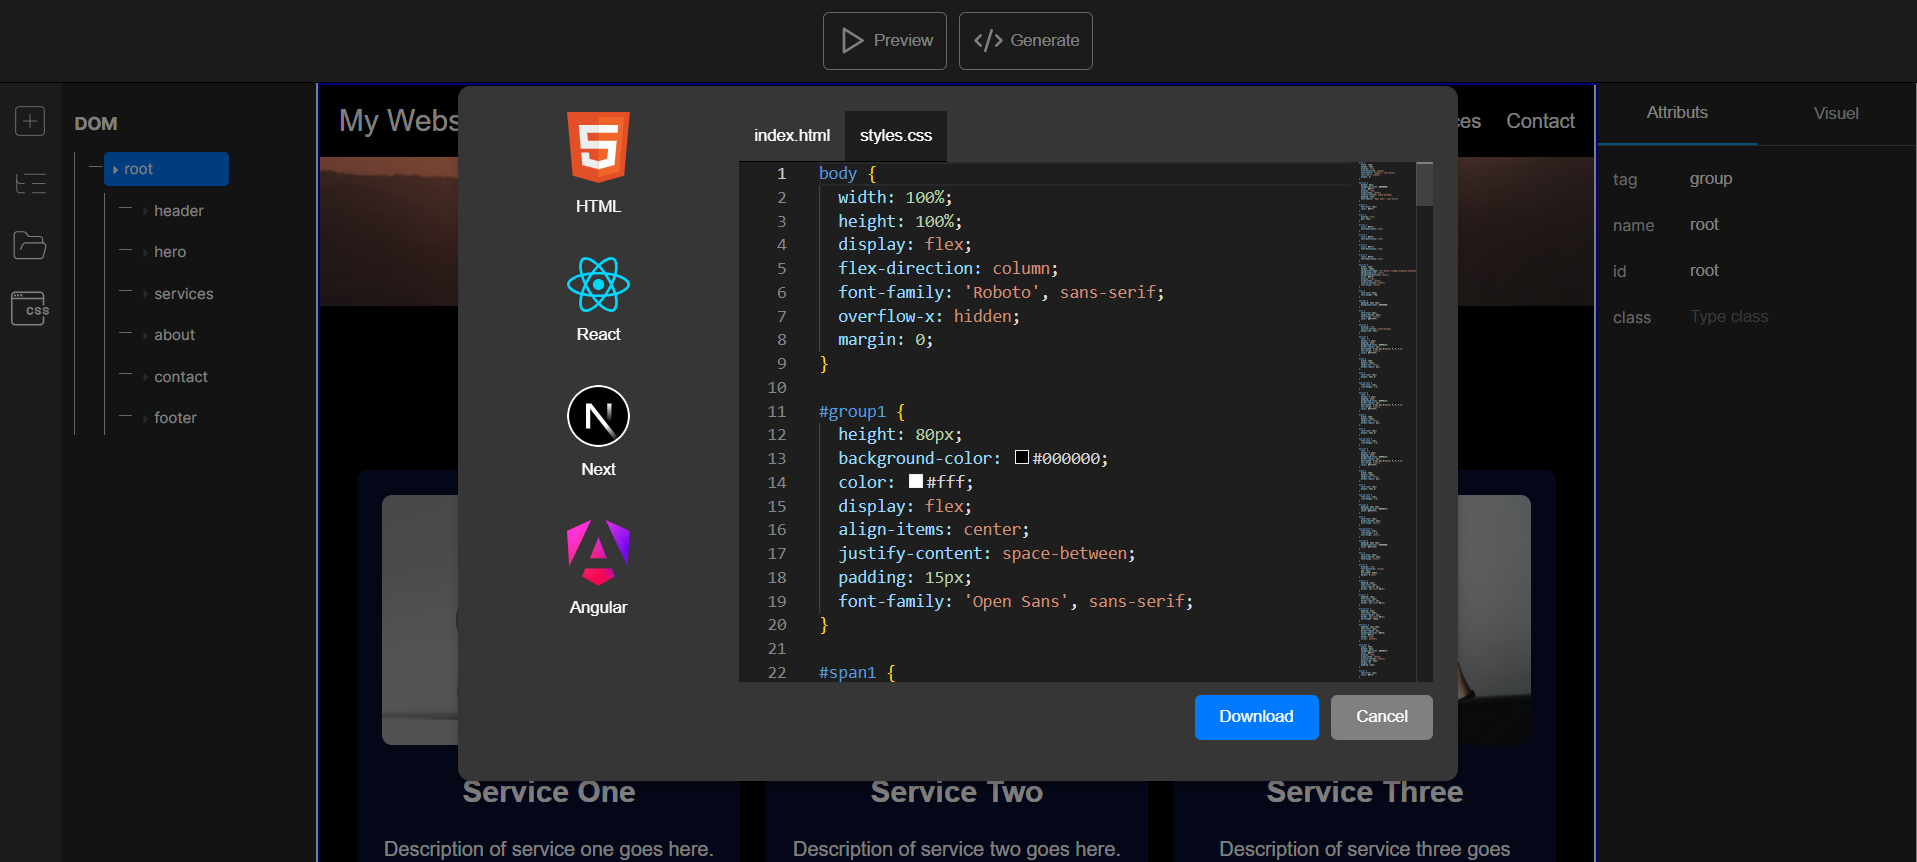 Preview
Generate
DOM
root
header
hero
services
about
contact
footer
css
My Webs
es
Contact
Attributs
Visuel
tag
group
name
root
id
root
class
Type class
HTML
React
Next
Angular
index.html
styles.css
1 body {
2 width: 100%;
3 height: 100%;
4 display: flex;
5 flex-direction: column;
6 font-family: 'Roboto', sans-serif;
7 overflow-x: hidden;
8 margin: 0;
9 }
10
11 #group1 {
12 height: 80px;
13 background-color: #000000;
14 color: #fff;
15 display: flex;
16 align-items: center;
17 justify-content: space-between;
18 padding: 15px;
19 font-family: 'Open Sans', sans-serif;
20 }
21
22 #span1 {
Download
Cancel
Service One
Service Two
Service Three
Description of service one goes here.
Description of service two goes here.
Description of service three goes